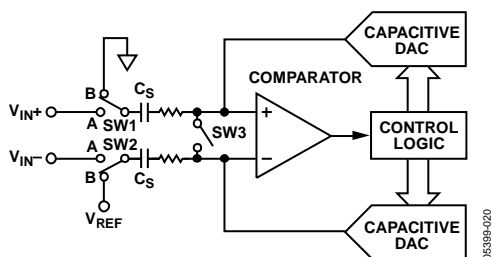 CAPACITIVE
DAC
B
COMPARATOR
C_S
V_IN+
A
SW1
+
SW3
CONTROL
LOGIC
V_IN–
A
SW2
–
B
C_S
V_REF
CAPACITIVE
DAC
05399-020